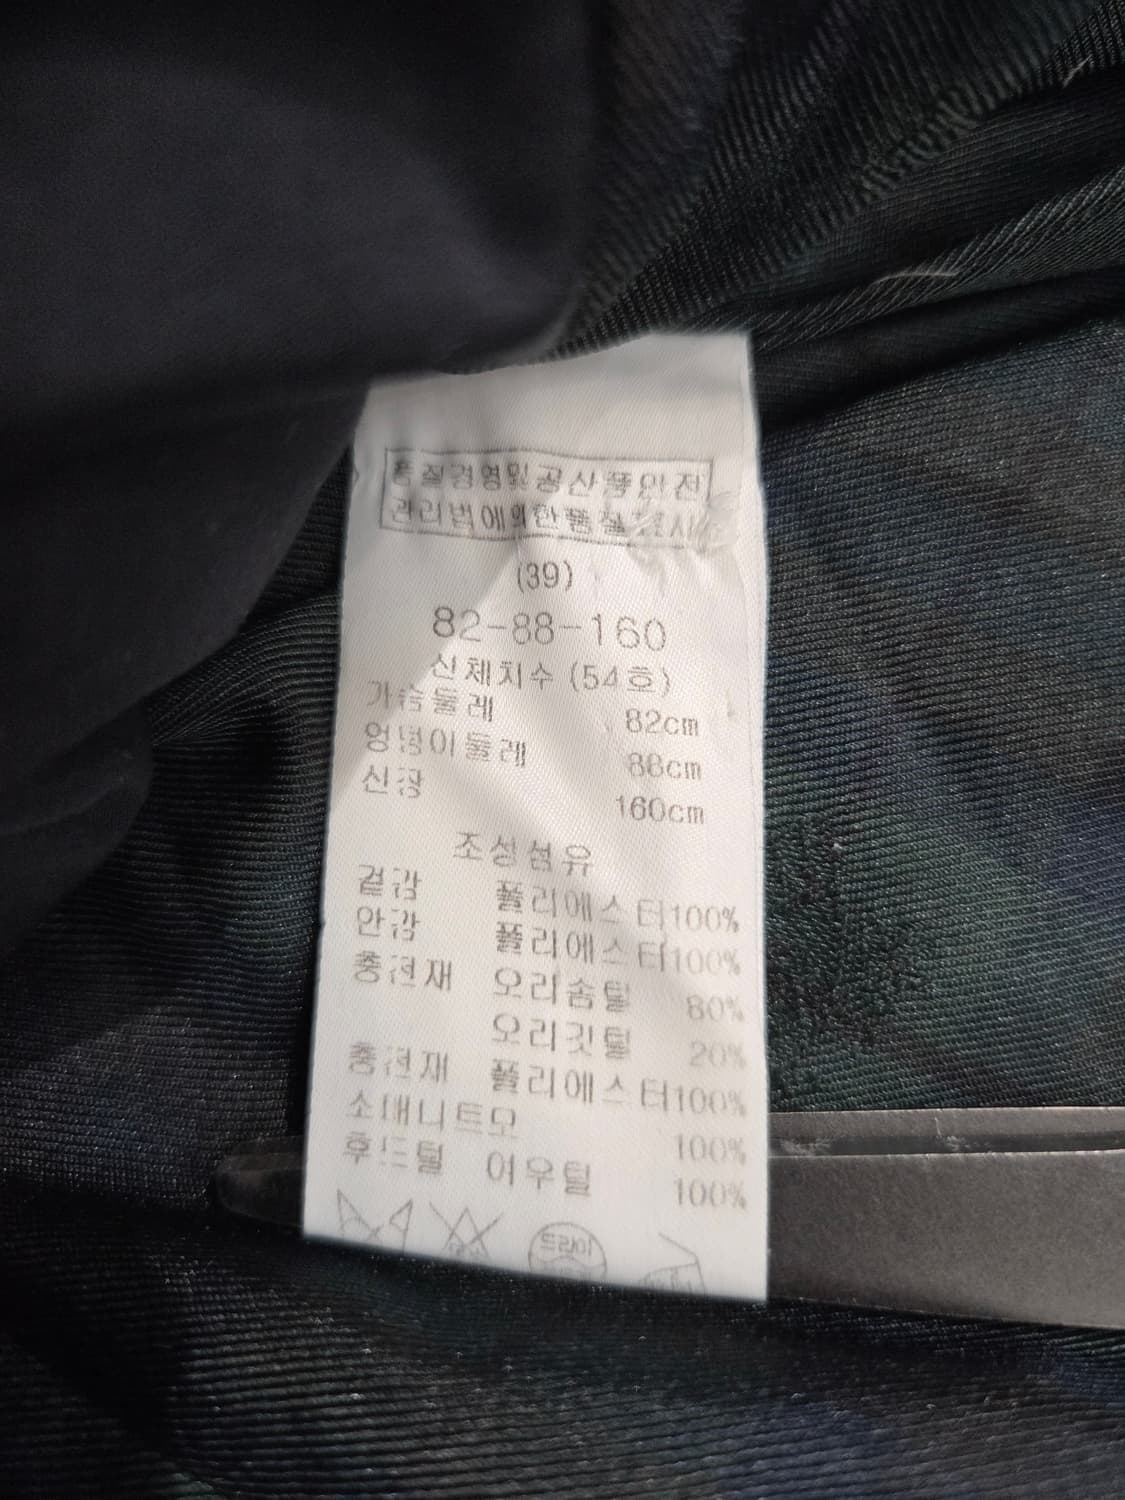 품질경영및공산품안전
관리법에의한품질표시
(39)
82-88-160
신체치수 (54호)
가슴둘레 82cm
엉덩이둘레 88cm
신장 160cm
조성섬유
겉감 폴리에스터100%
안감 폴리에스터100%
충전재 오리솜털 80%
오리깃털 20%
충전재 폴리에스터100%
소매니트모 100%
후드털 여우털 100%
드라이